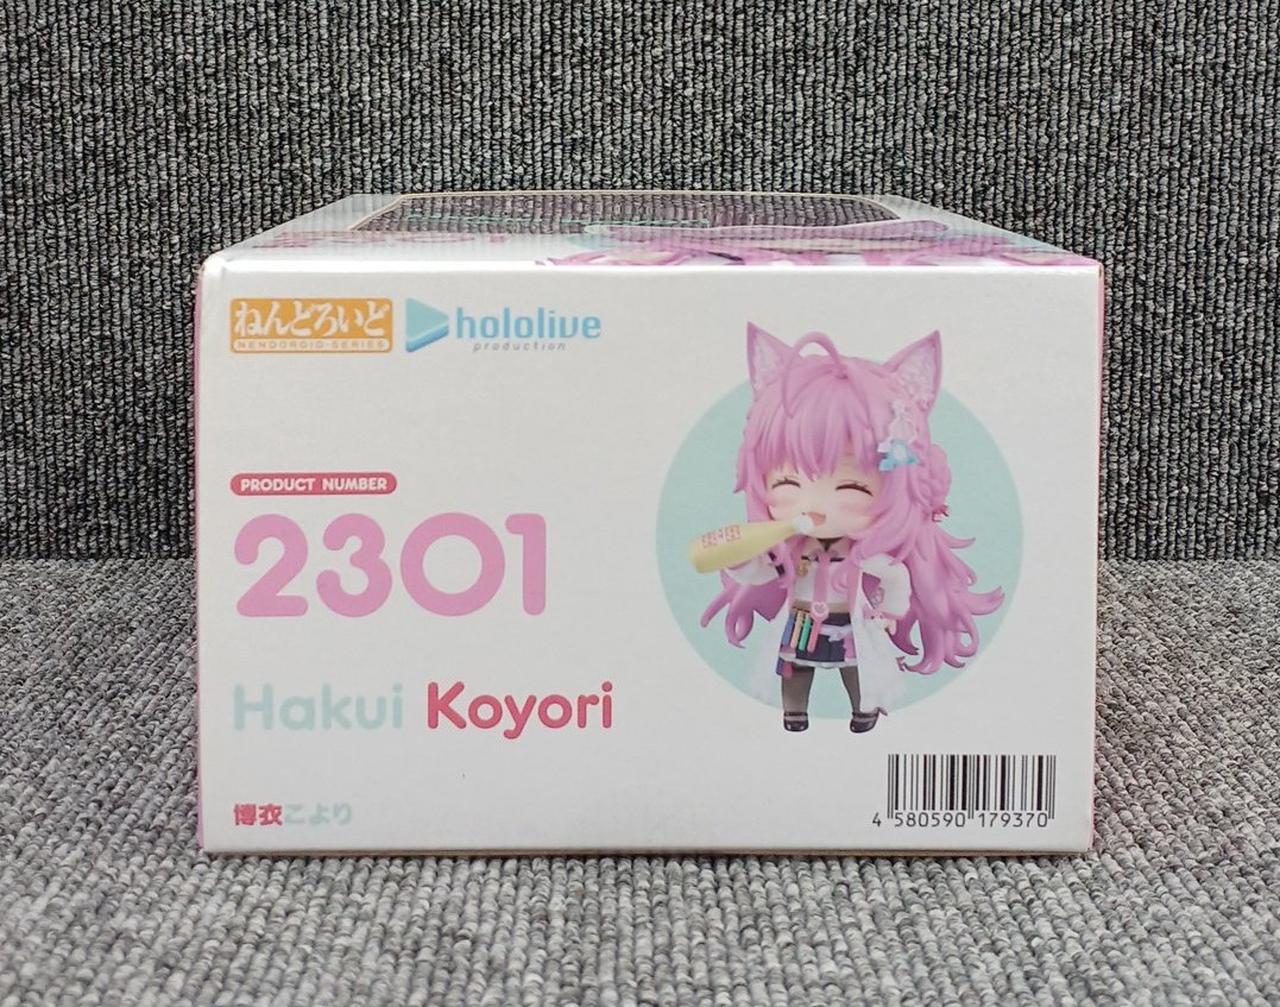 ねんどろいど
NENDOROID-SERIES
hololive
production
PRODUCT NUMBER
2301
Hakui Koyori
博衣こより
4 580590 179370